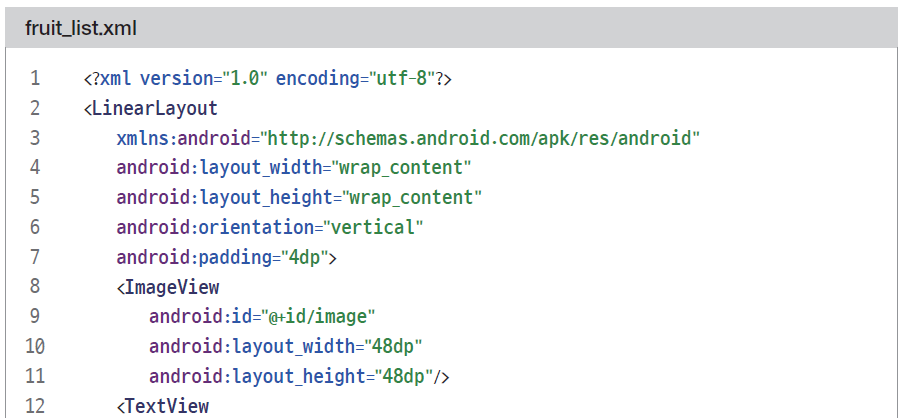 fruit_list.xml
1 <?xml version="1.0" encoding="utf-8"?>
2 <LinearLayout
3 xmlns:android="http://schemas.android.com/apk/res/android"
4 android:layout_width="wrap_content"
5 android:layout_height="wrap_content"
6 android:orientation="vertical"
7 android:padding="4dp">
8 <ImageView
9 android:id="@+id/image"
10 android:layout_width="48dp"
11 android:layout_height="48dp"/>
12 <TextView